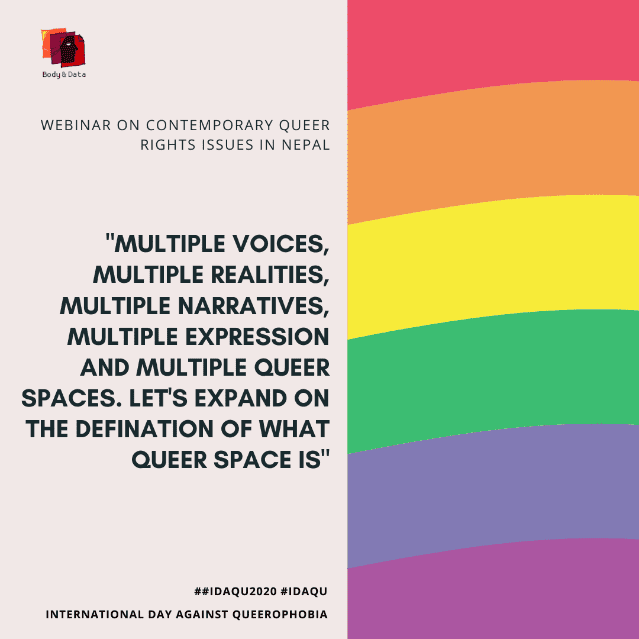 Body & Data
WEBINAR ON CONTEMPORARY QUEER
RIGHTS ISSUES IN NEPAL
"MULTIPLE VOICES,
MULTIPLE REALITIES,
MULTIPLE NARRATIVES,
MULTIPLE EXPRESSION
AND MULTIPLE QUEER
SPACES. LET'S EXPAND ON
THE DEFINATION OF WHAT
QUEER SPACE IS"
##IDAQU2020 #IDAQU
INTERNATIONAL DAY AGAINST QUEEROPHOBIA